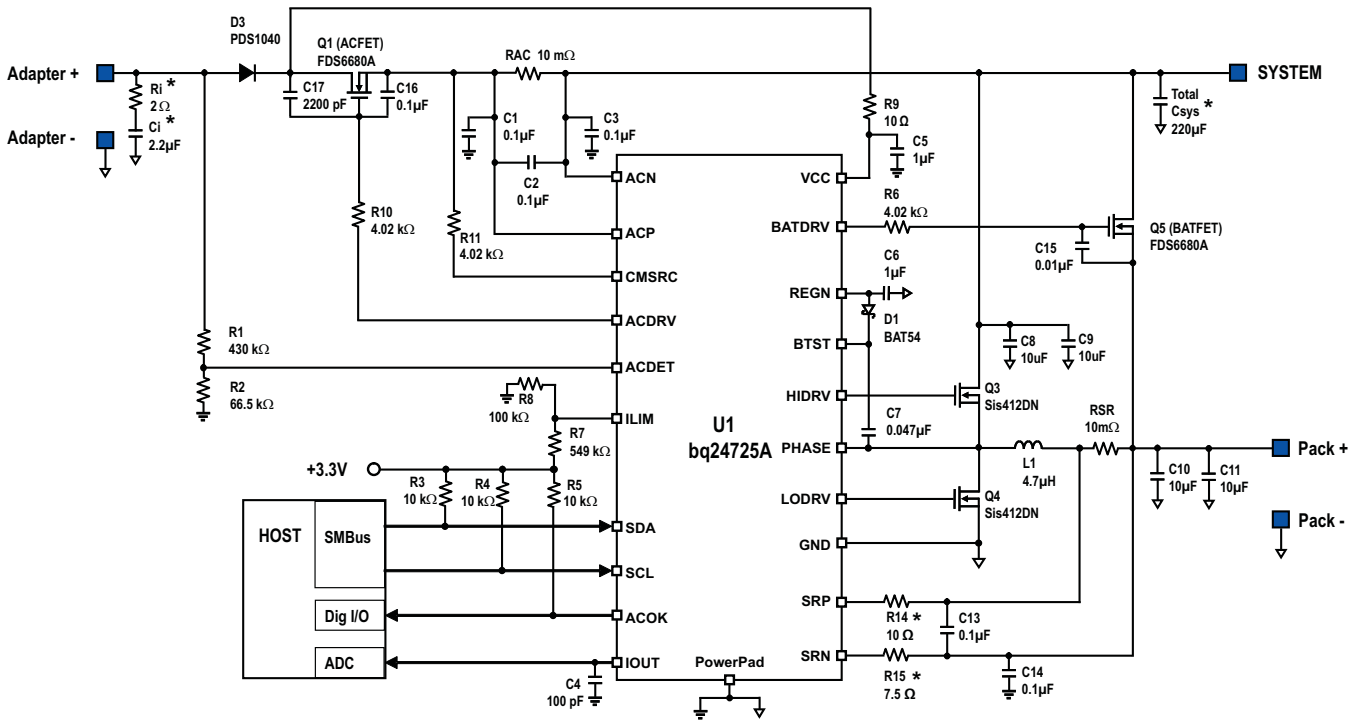 D3
PDS1040
Q1 (ACFET)
FDS6680A
RAC 10 mΩ
Adapter +
SYSTEM
Ri *
2Ω
Ci *
2.2µF
Adapter -
C17
2200 pF
C16
0.1µF
C1
0.1µF
C3
0.1µF
C2
0.1µF
R9
10 Ω
C5
1µF
Total
Csys *
220µF
R10
4.02 kΩ
R11
4.02 kΩ
R1
430 kΩ
R2
66.5 kΩ
ACN
ACP
CMSRC
ACDRV
ACDET
ILIM
SDA
SCL
ACOK
IOUT
U1
bq24725A
PowerPad
VCC
BATDRV
REGN
BTST
HIDRV
PHASE
LODRV
GND
SRP
SRN
R6
4.02 kΩ
C15
0.01µF
Q5 (BATFET)
FDS6680A
C6
1µF
D1
BAT54
C8
10uF
C9
10uF
Q3
Sis412DN
C7
0.047µF
L1
4.7µH
RSR
10mΩ
Q4
Sis412DN
C10
10µF
C11
10µF
Pack +
Pack -
R8
100 kΩ
R7
549 kΩ
+3.3V
R3
10 kΩ
R4
10 kΩ
R5
10 kΩ
HOST
SMBus
Dig I/O
ADC
C4
100 pF
R14 *
10 Ω
C13
0.1µF
R15 *
7.5 Ω
C14
0.1µF